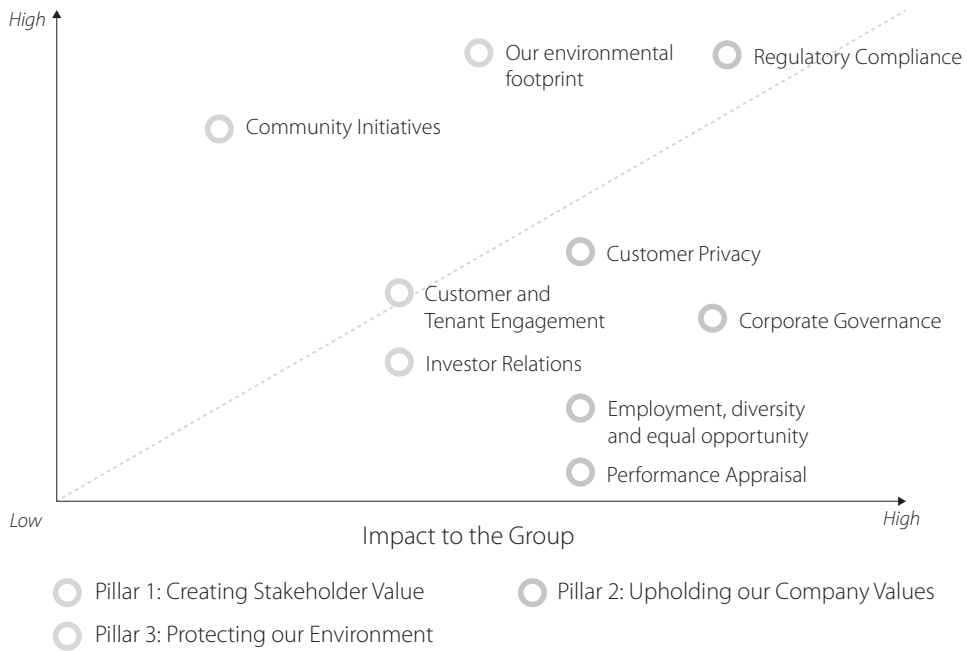 High
Our environmental
footprint
Regulatory Compliance
Community Initiatives
Customer Privacy
Customer and
Tenant Engagement
Corporate Governance
Investor Relations
Employment, diversity
and equal opportunity
Performance Appraisal
Low
High
Impact to the Group
Pillar 1: Creating Stakeholder Value
Pillar 2: Upholding our Company Values
Pillar 3: Protecting our Environment